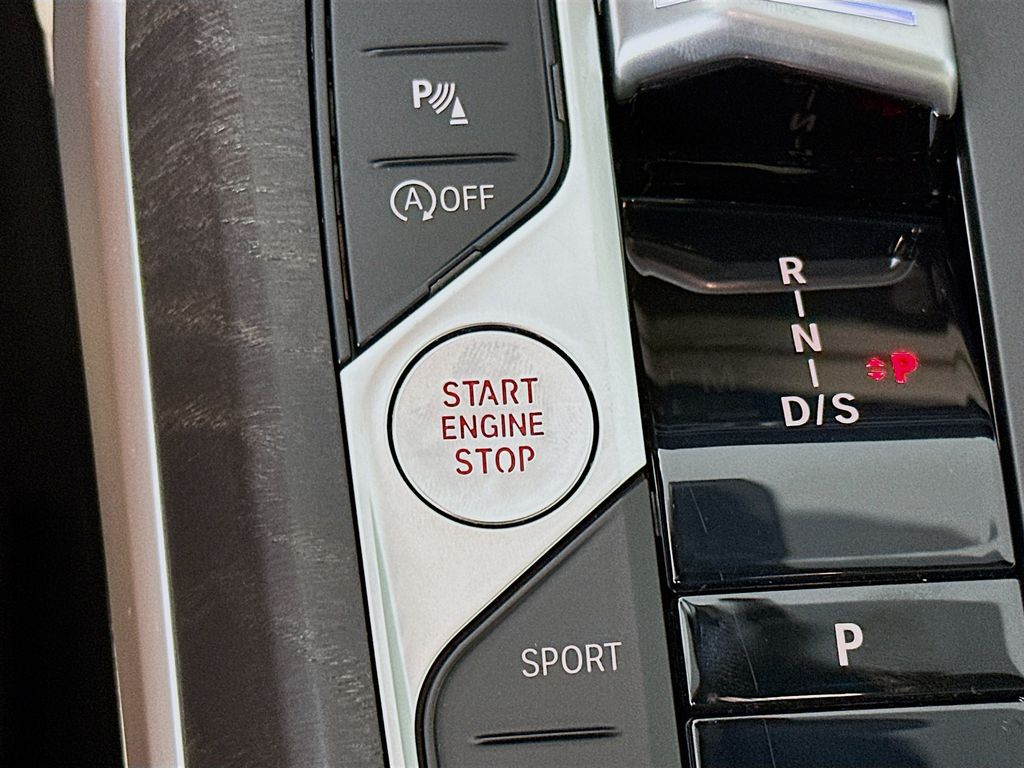 P
A OFF
START
ENGINE
STOP
SPORT
R
N
D/S
P
P